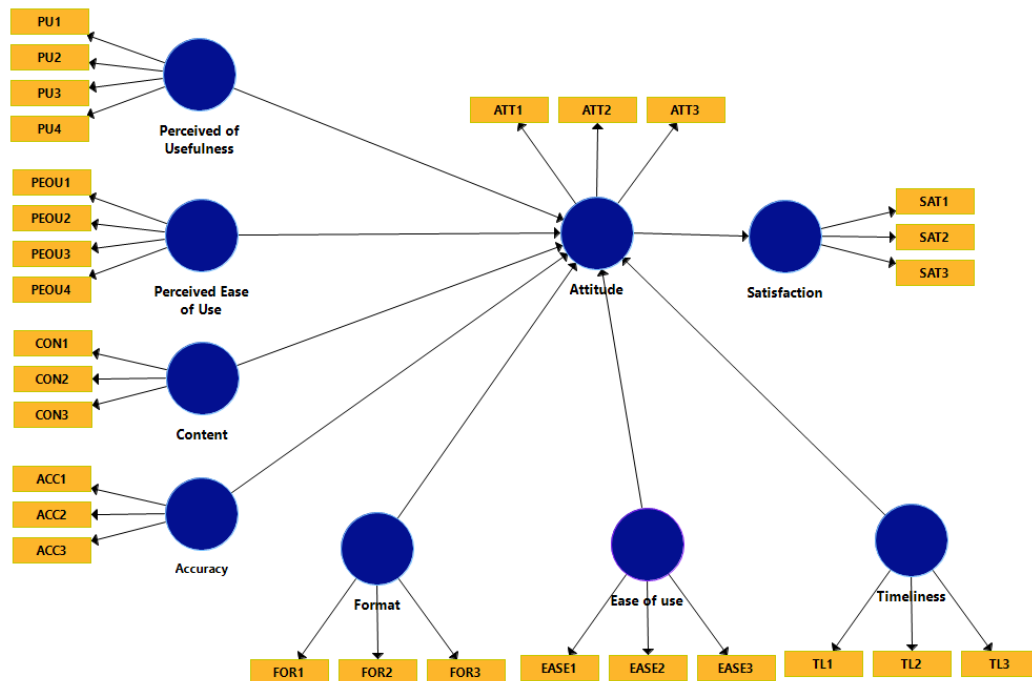 PU1
PU2
PU3
PU4
Perceived of
Usefulness
ATT1
ATT2
ATT3
PEOU1
PEOU2
PEOU3
PEOU4
Perceived Ease
of Use
Attitude
SAT1
SAT2
SAT3
Satisfaction
CON1
CON2
CON3
Content
ACC1
ACC2
ACC3
Accuracy
Format
Ease of use
Timeliness
FOR1
FOR2
FOR3
EASE1
EASE2
EASE3
TL1
TL2
TL3